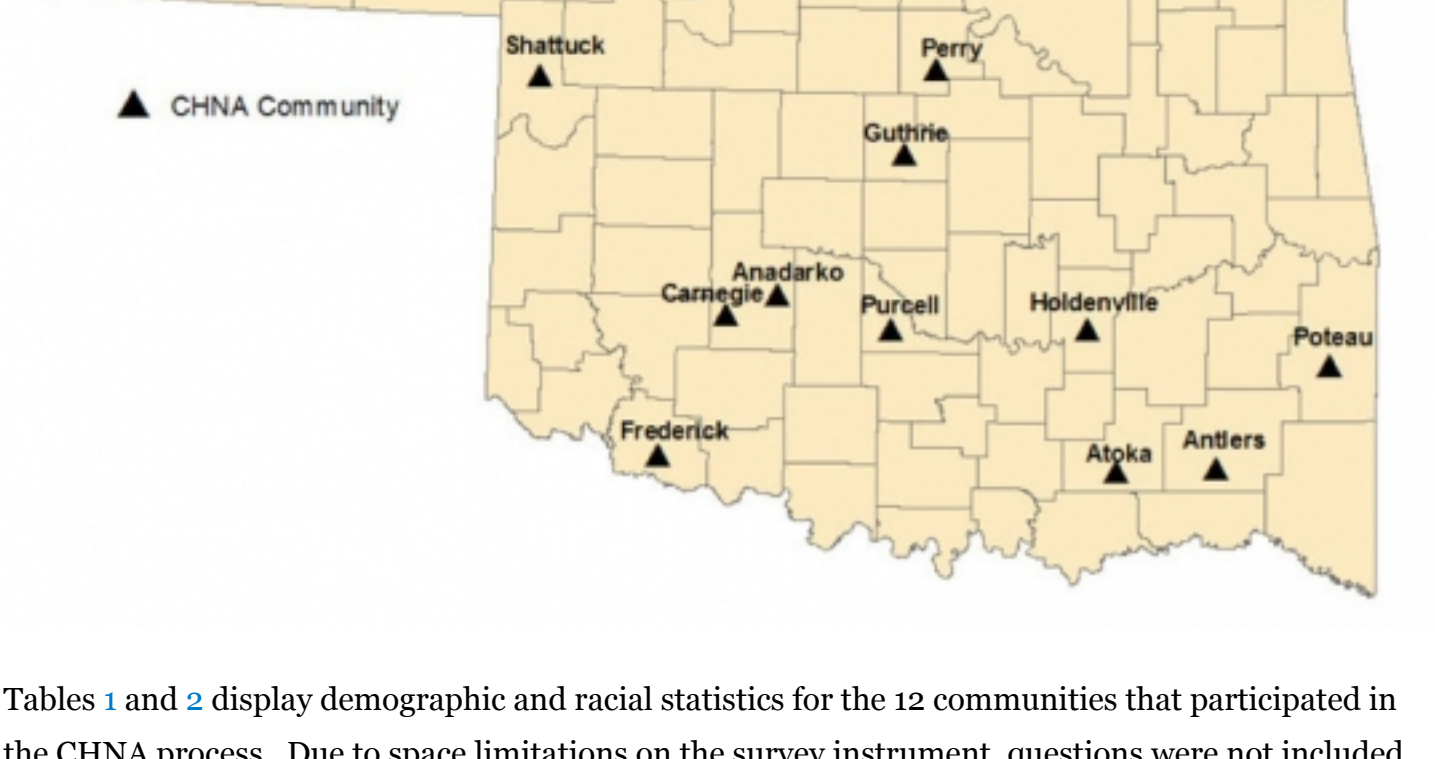 Shattuck
Perry
CHNA Community
Guthrie
Anadarko
Carnegie
Purcell
Holdenville
Poteau
Frederick
Antlers
Atoka
Tables 1 and 2 display demographic and racial statistics for the 12 communities that participated in
the CHNA process. Due to space limitations on the survey instrument, questions were not included